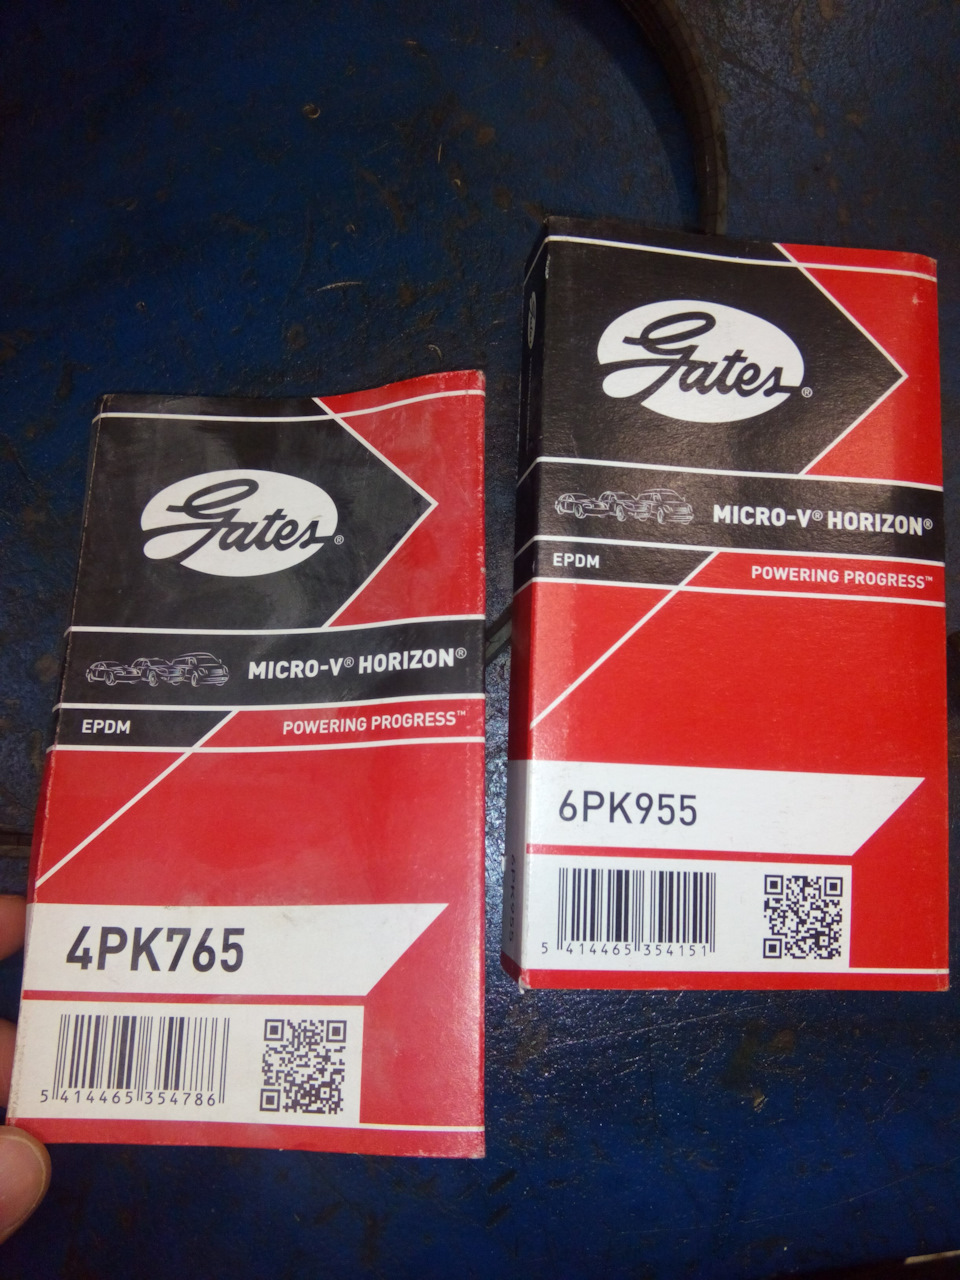 Gates®
MICRO-V® HORIZON®
EPDM
POWERING PROGRESS™
4PK765
5 414465 354786
Gates®
MICRO-V® HORIZON®
EPDM
POWERING PROGRESS™
6PK955
5 414465 354151
6PK955